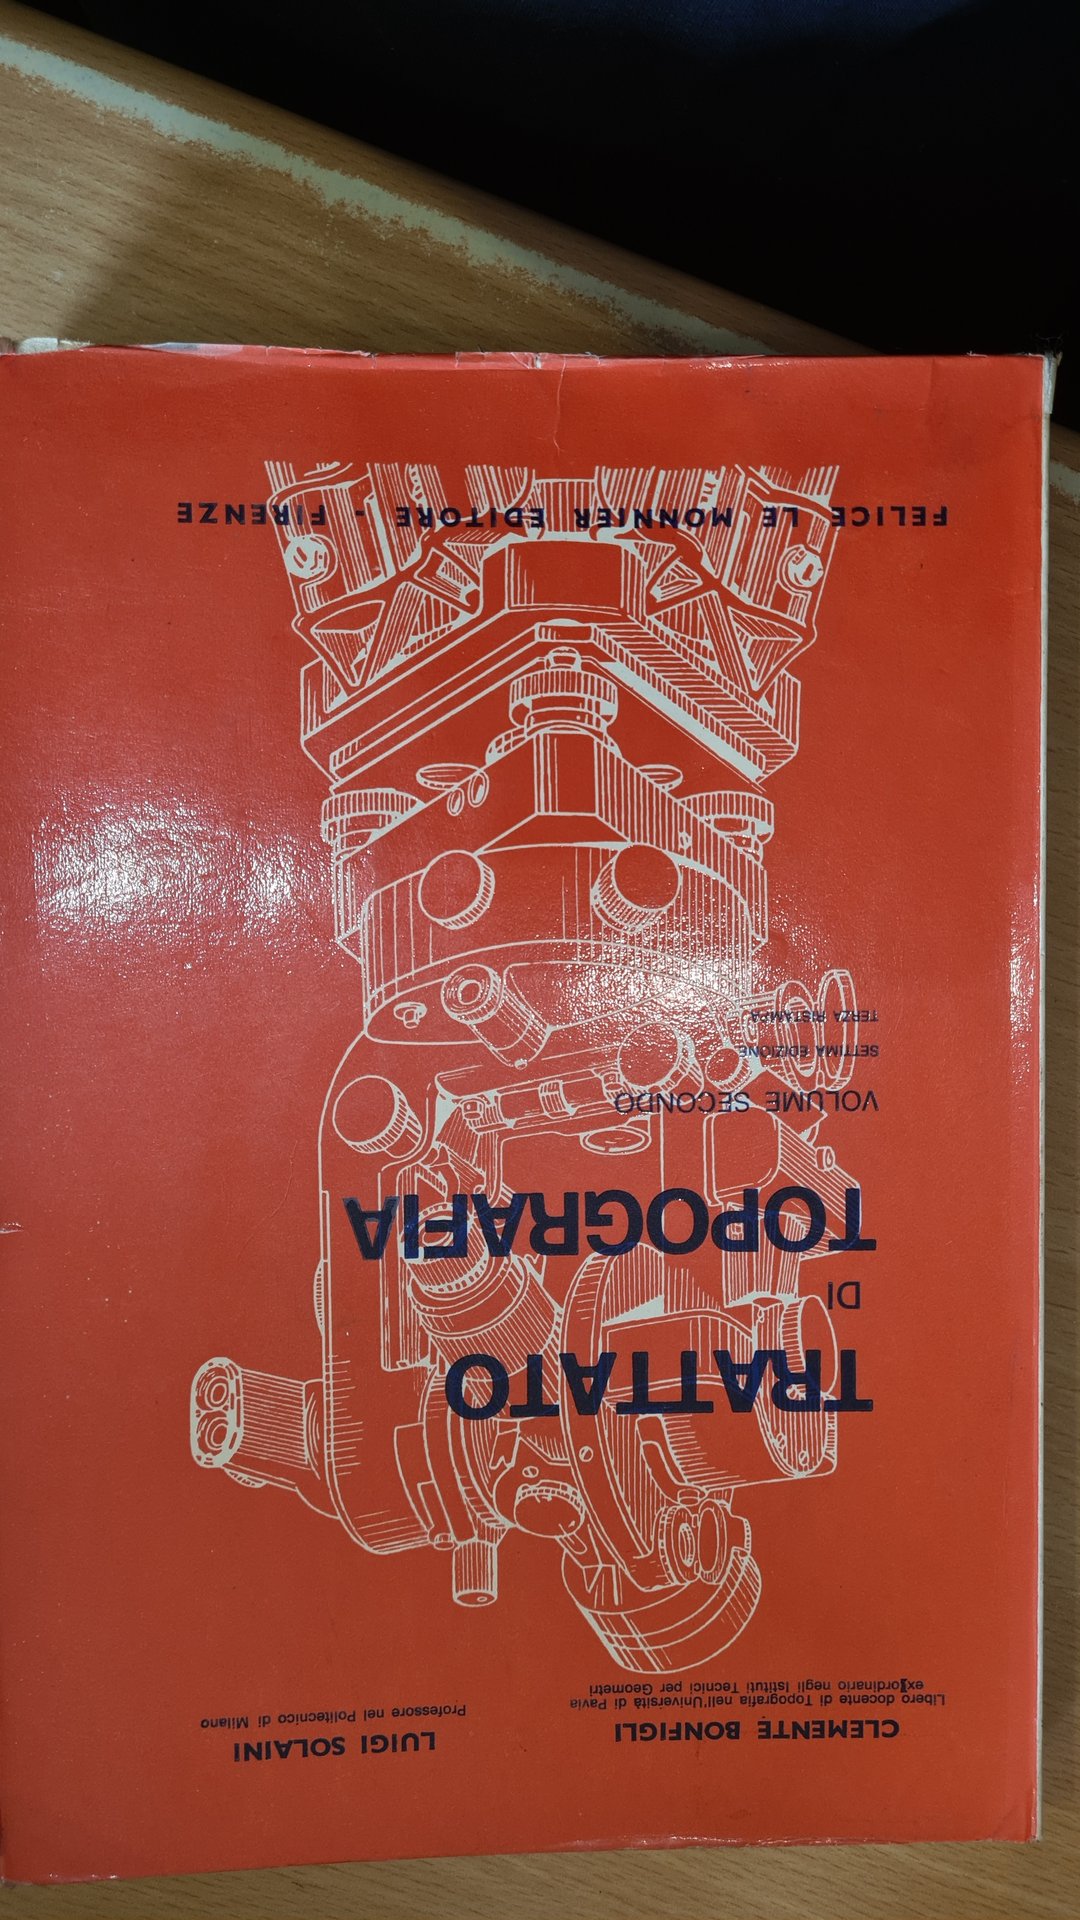 CLEMENTE BONFIGLI
Libero docente di Topografia nell'Università di Pavia
ex ordinario negli Istituti Tecnici per Geometri
LUIGI SOLAINI
Professore nel Politecnico di Milano
TRATTATO
DI
TOPOGRAFIA
VOLUME SECONDO
SETTIMA EDIZIONE
TERZA RISTAMPA
FELICE LE MONNIER EDITORE - FIRENZE